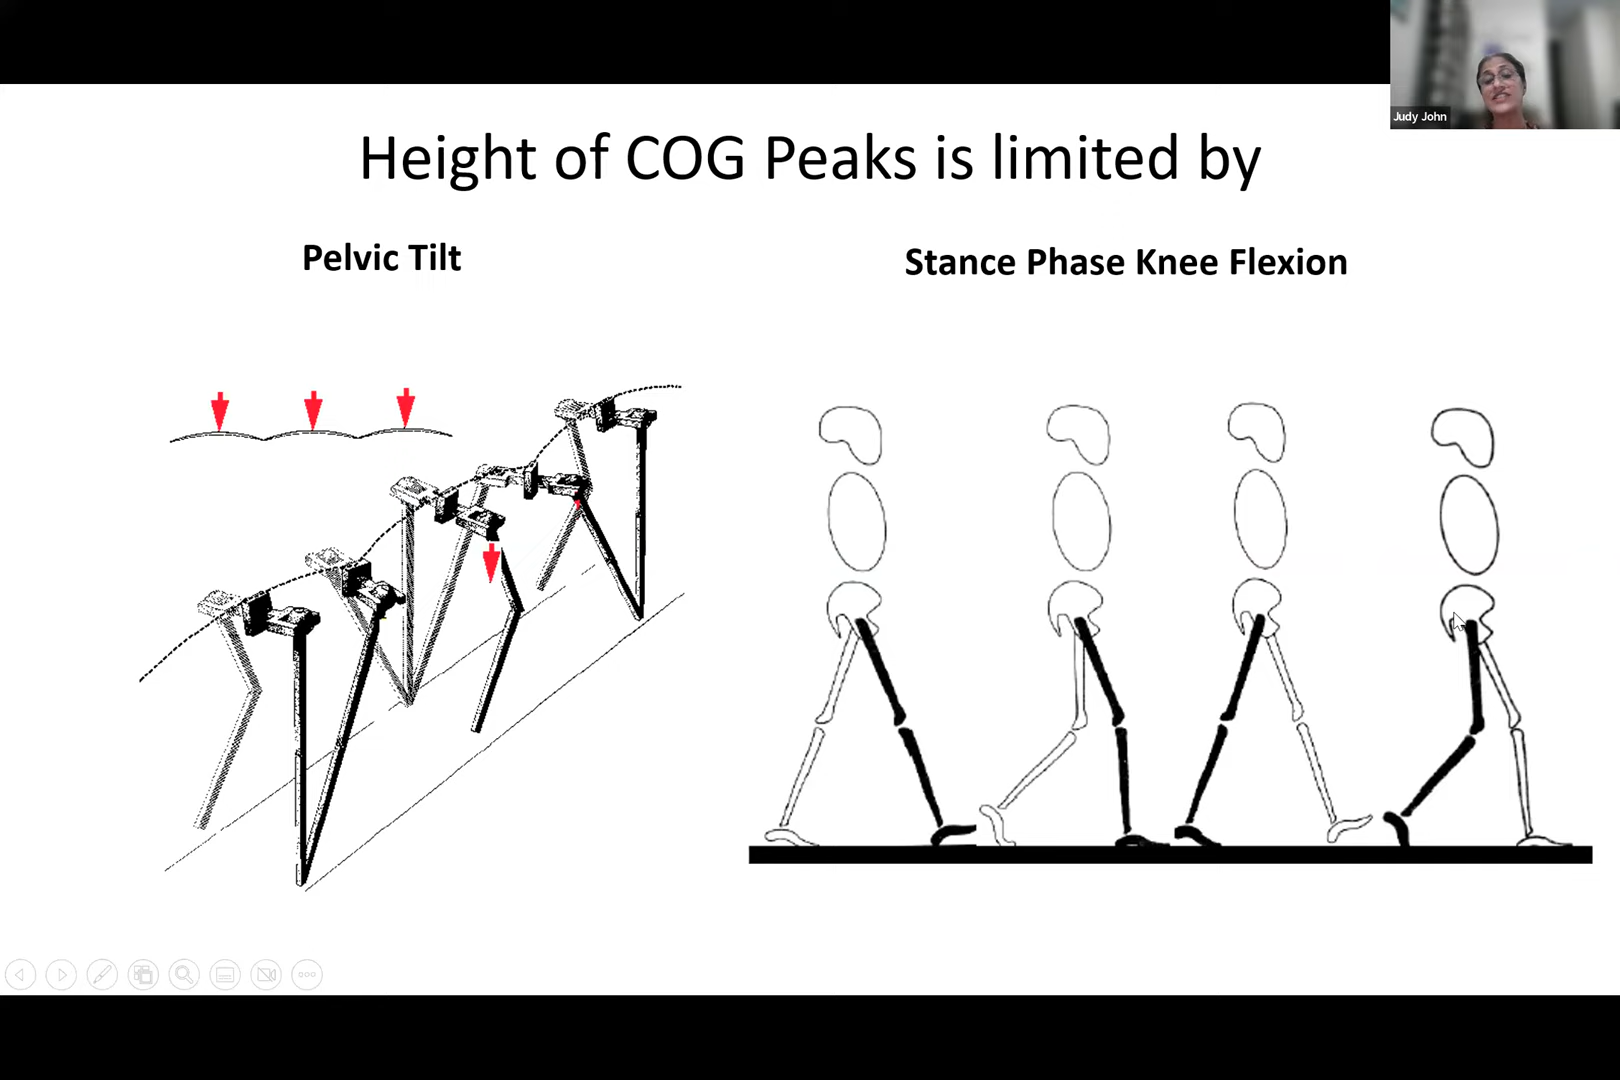 Height of COG Peaks is limited by
Pelvic Tilt
Stance Phase Knee Flexion
Judy John